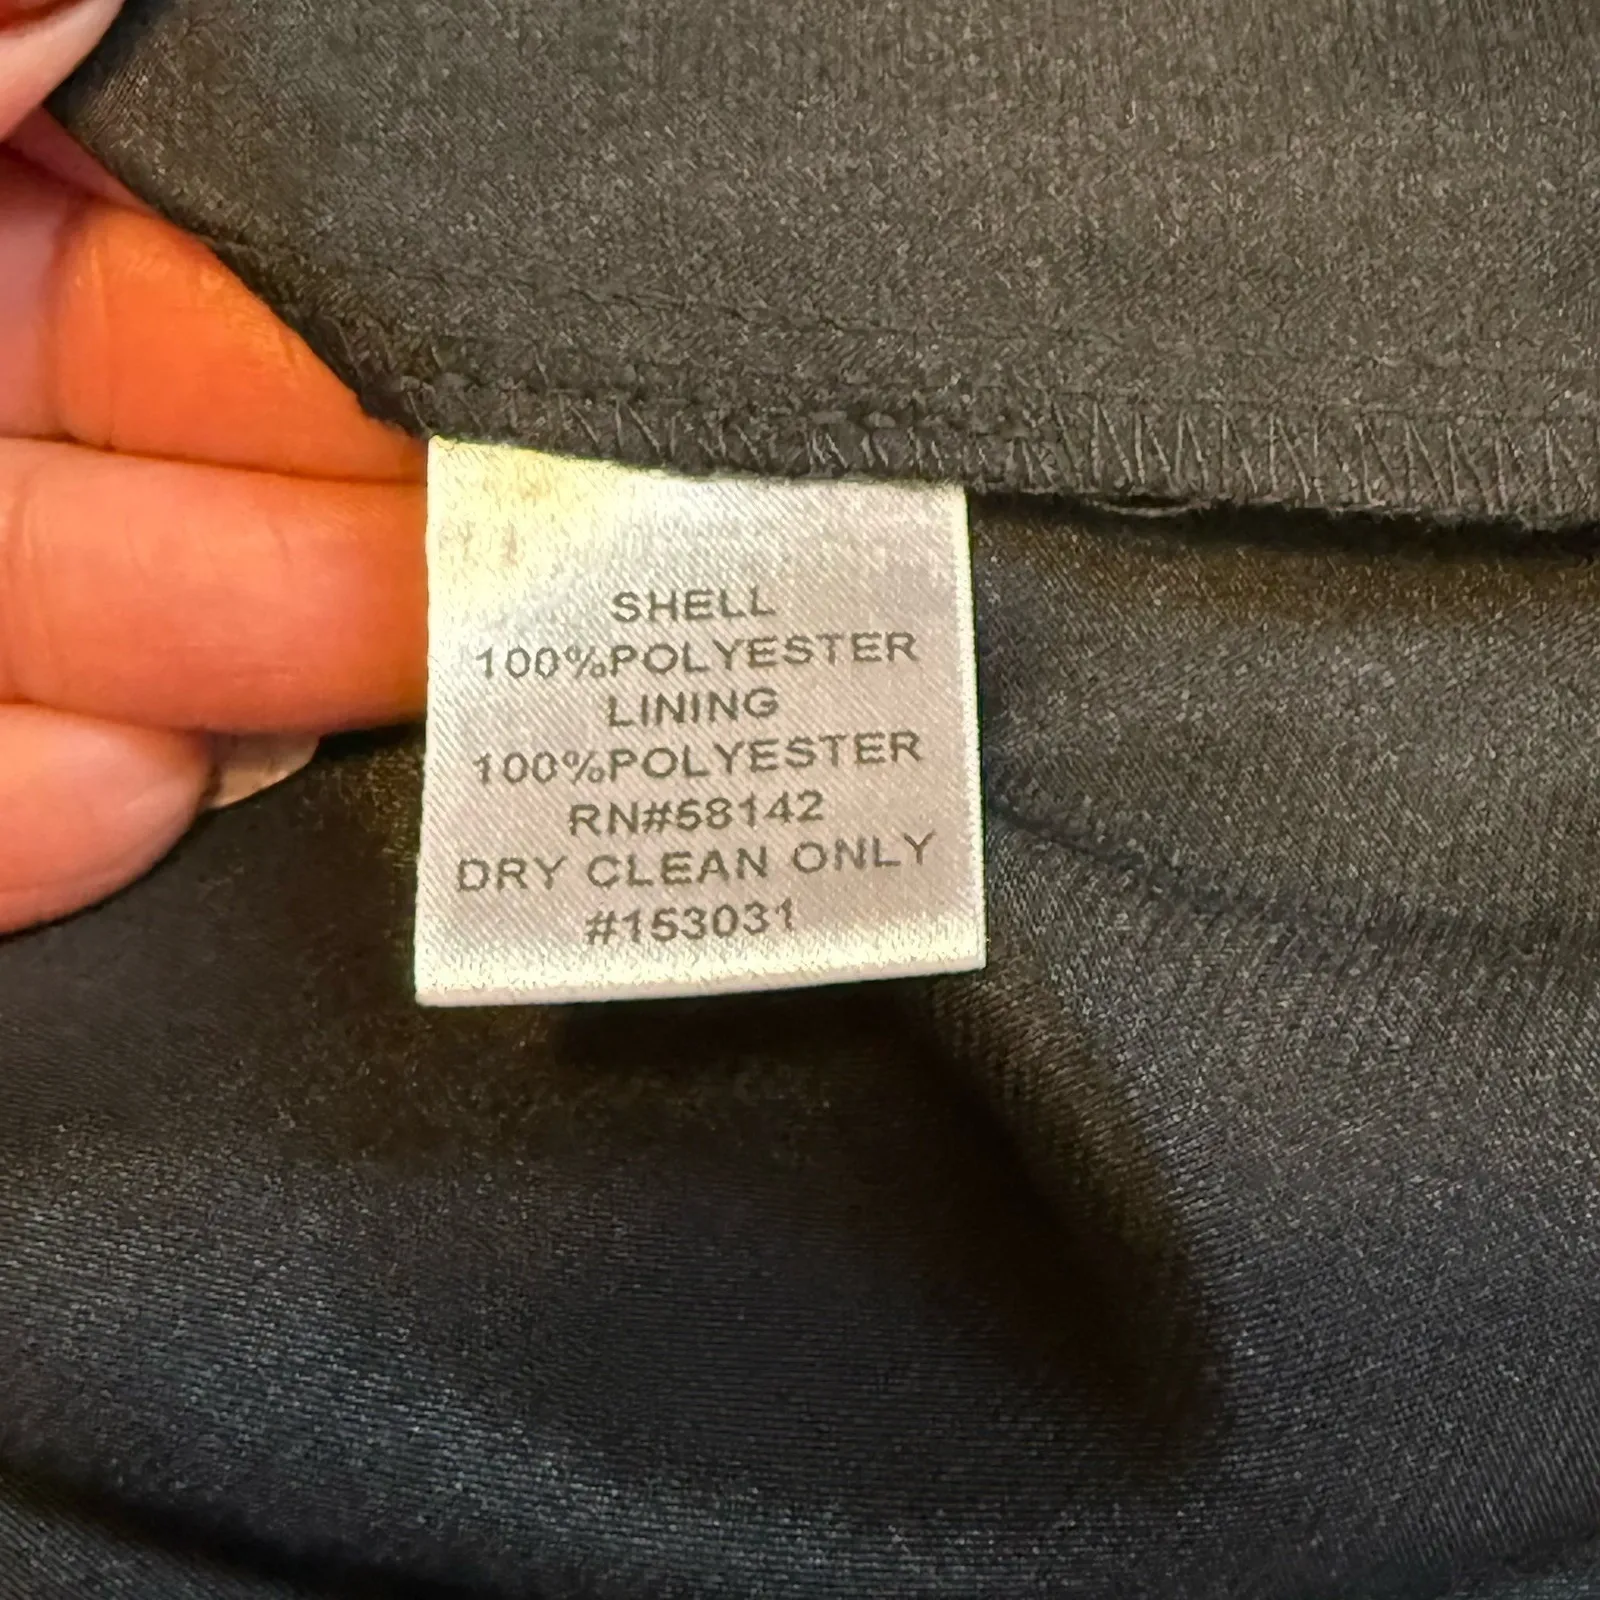 SHELL
100%POLYESTER
LINING
100%POLYESTER
RN#58142
DRY CLEAN ONLY
#153031